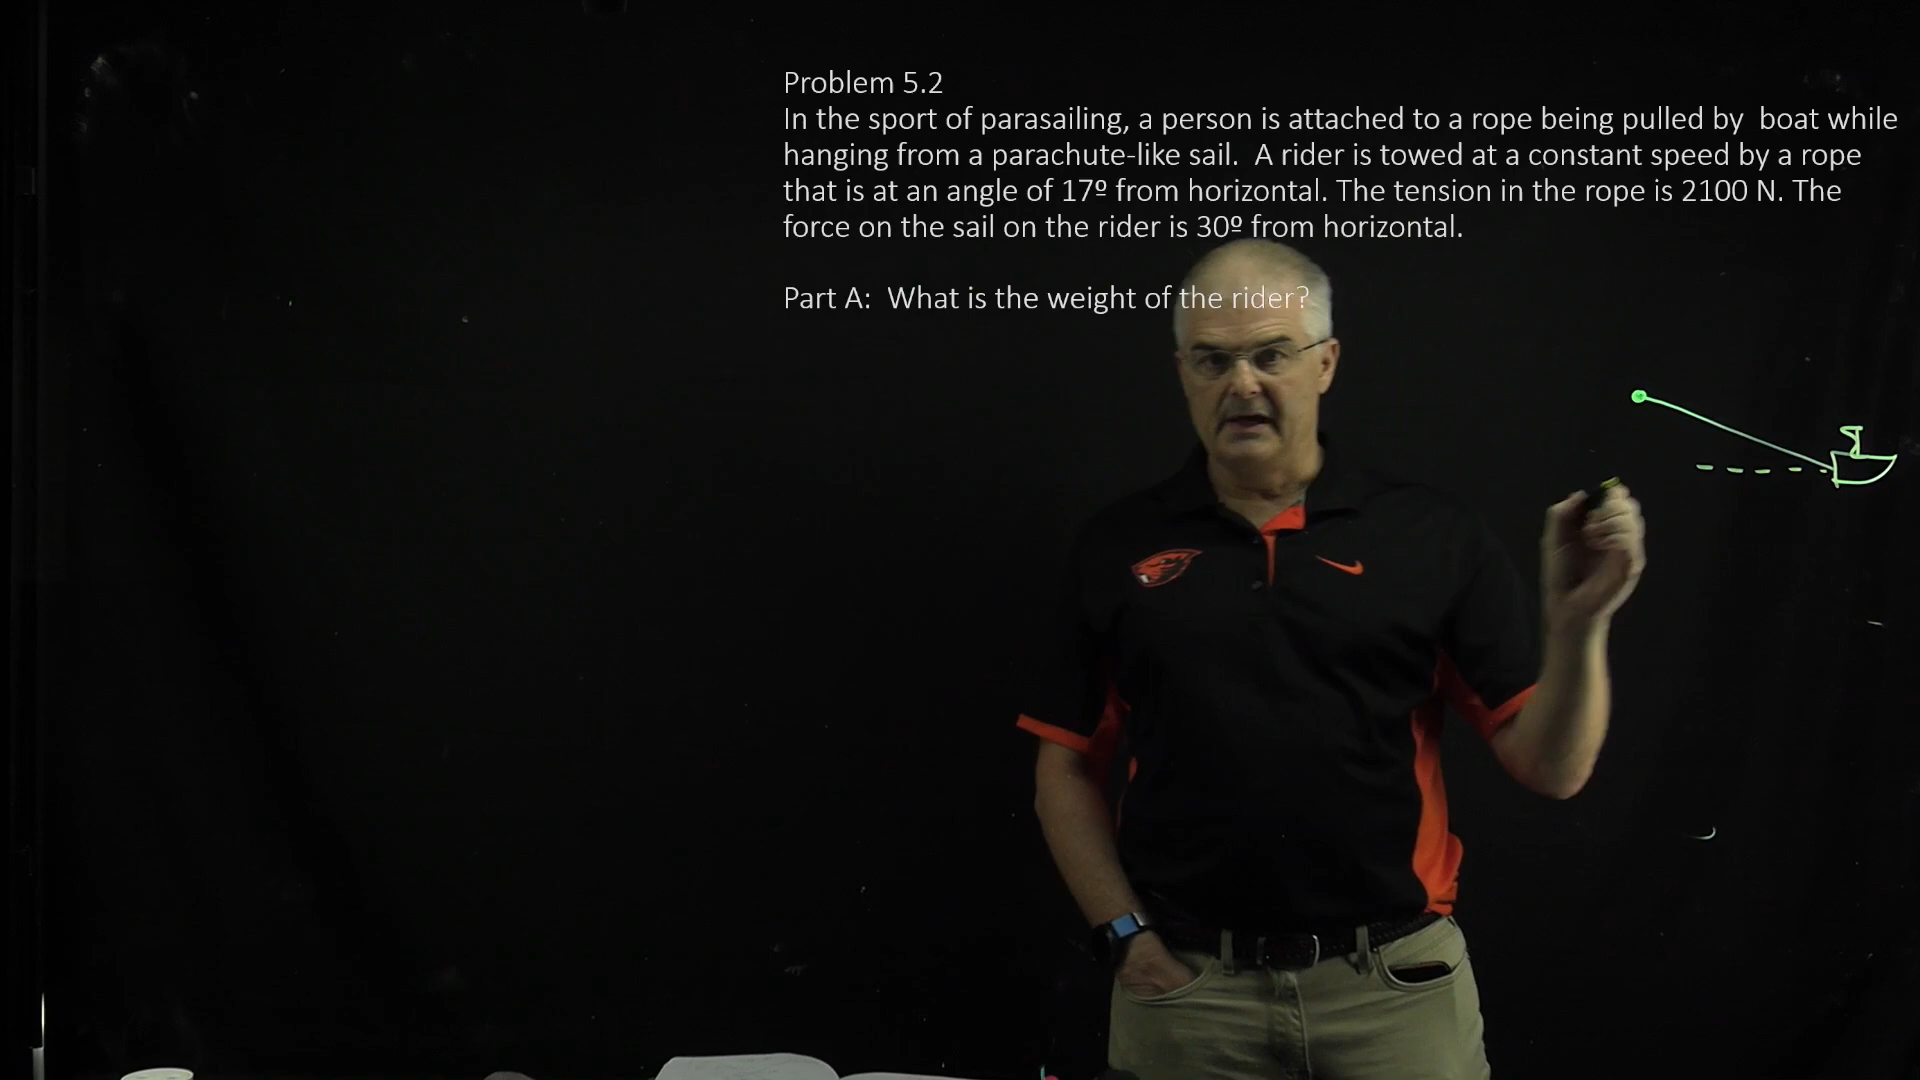 Problem 5.2
In the sport of parasailing, a person is attached to a rope being pulled by  boat while
hanging from a parachute-like sail.  A rider is towed at a constant speed by a rope
that is at an angle of 17º from horizontal. The tension in the rope is 2100 N. The
force on the sail on the rider is 30º from horizontal.
Part A:  What is the weight of the rider?